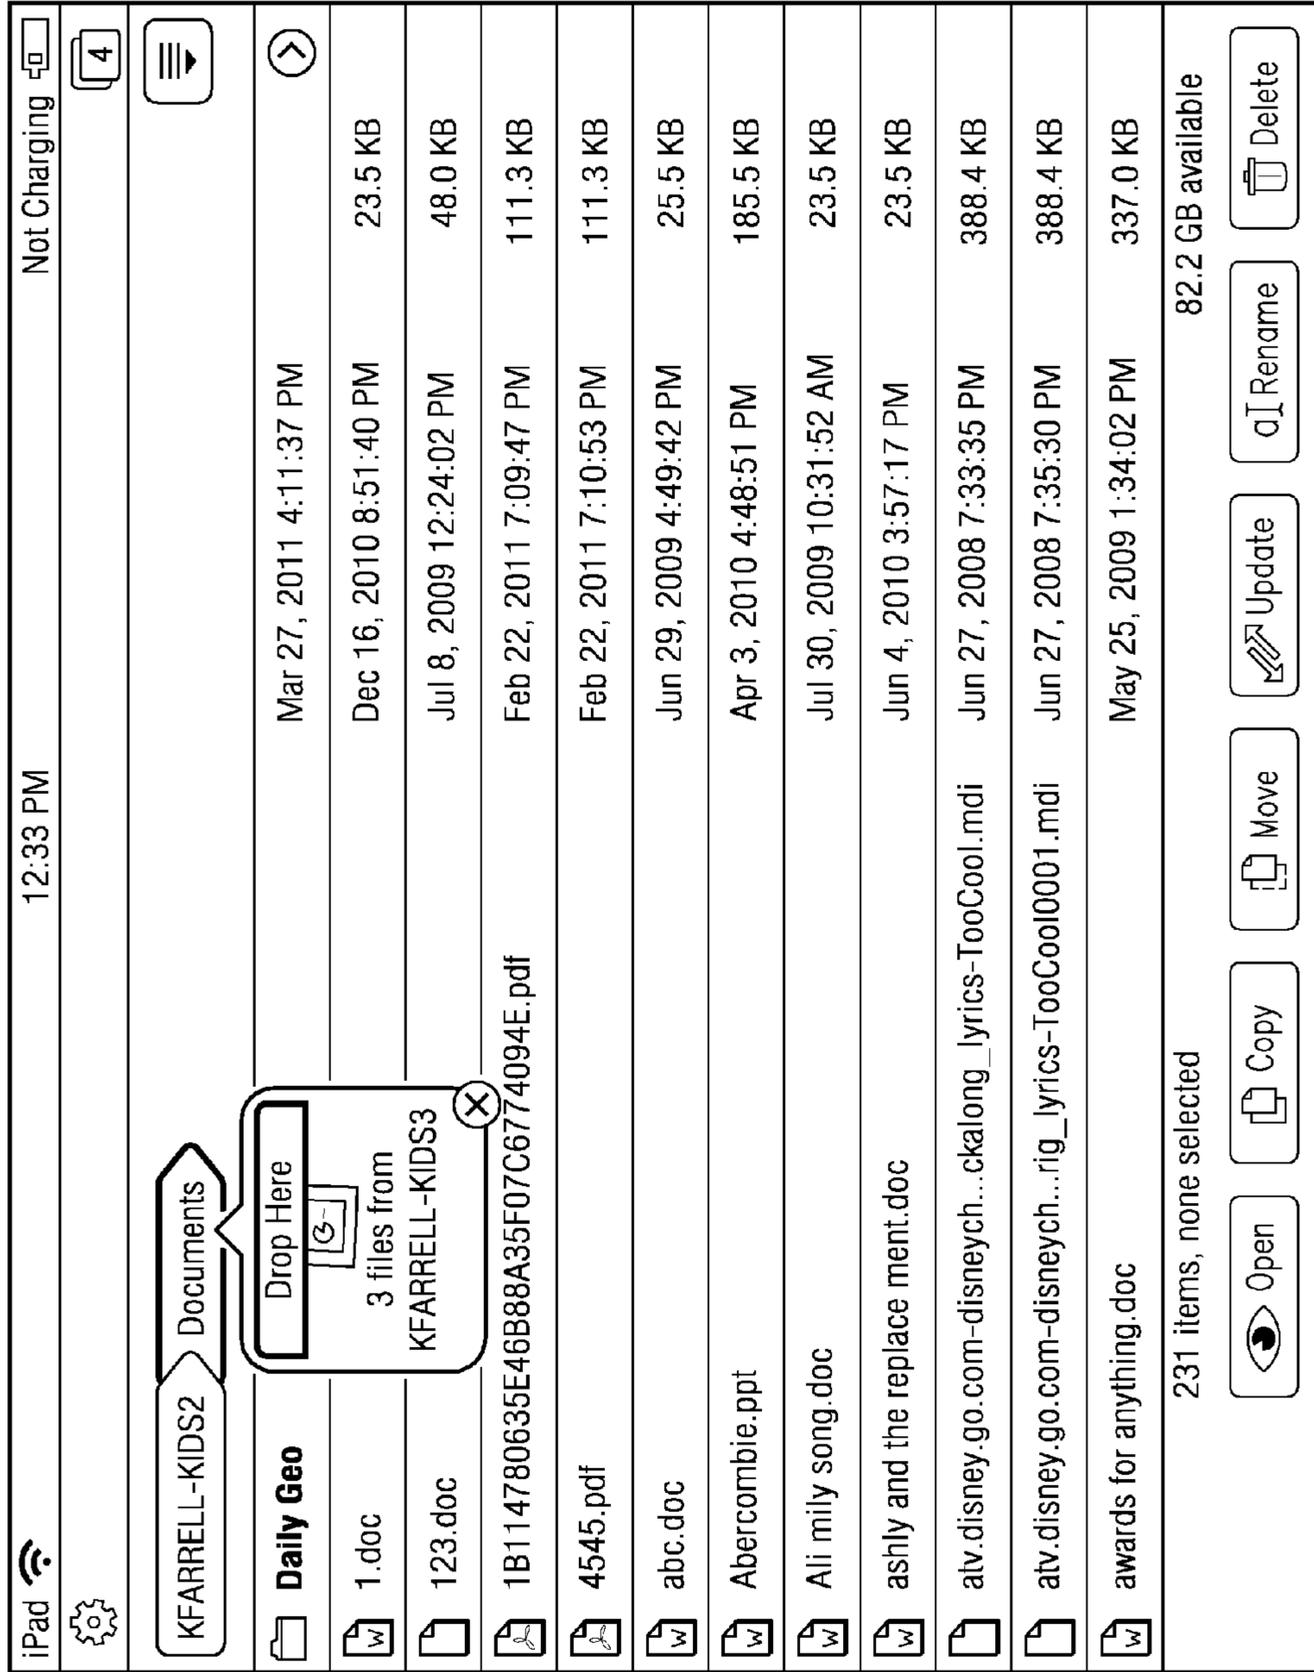 iPad 12:33 PM Not Charging
4
KFARRELL-KIDS2 Documents
Drop Here
3 files from
KFARRELL-KIDS3
Daily Geo Mar 27, 2011 4:11:37 PM
1.doc Dec 16, 2010 8:51:40 PM 23.5 KB
123.doc Jul 8, 2009 12:24:02 PM 48.0 KB
1B114780635E46B88A35F07C6774094E.pdf Feb 22, 2011 7:09:47 PM 111.3 KB
4545.pdf Feb 22, 2011 7:10:53 PM 111.3 KB
abc.doc Jun 29, 2009 4:49:42 PM 25.5 KB
Abercombie.ppt Apr 3, 2010 4:48:51 PM 185.5 KB
Ali mily song.doc Jul 30, 2009 10:31:52 AM 23.5 KB
ashly and the replace ment.doc Jun 4, 2010 3:57:17 PM 23.5 KB
atv.disney.go.com-disneych...ckalong_lyrics-TooCool.mdi Jun 27, 2008 7:33:35 PM 388.4 KB
atv.disney.go.com-disneych...rig_lyrics-TooCool0001.mdi Jun 27, 2008 7:35:30 PM 388.4 KB
awards for anything.doc May 25, 2009 1:34:02 PM 337.0 KB
231 items, none selected 82.2 GB available
Open Copy Move Update Rename Delete